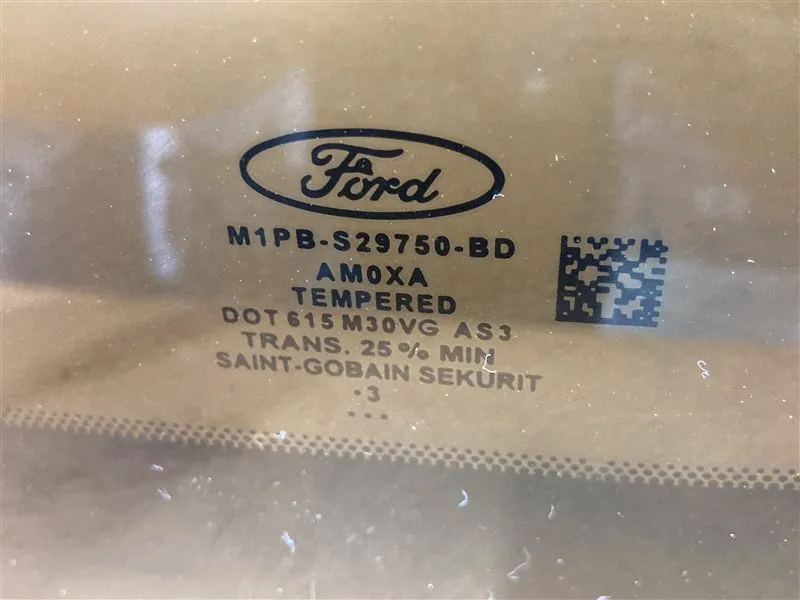 Ford
M1PB-S29750-BD
AM0XA
TEMPERED
DOT 615 M30VG AS3
TRANS. 25% MIN
SAINT-GOBAIN SEKURIT
·3
...